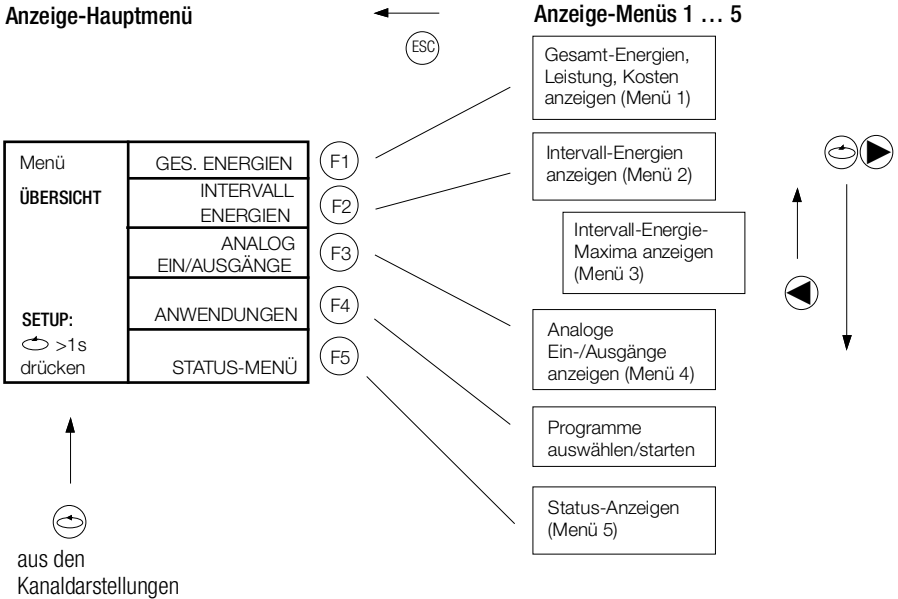 Anzeige-Hauptmenü
ESC
Anzeige-Menüs 1 … 5
Menü
ÜBERSICHT
SETUP:
>1s
drücken
GES. ENERGIEN
INTERVALL
ENERGIEN
ANALOG
EIN/AUSGÄNGE
ANWENDUNGEN
STATUS-MENÜ
F1
F2
F3
F4
F5
Gesamt-Energien,
Leistung, Kosten
anzeigen (Menü 1)
Intervall-Energien
anzeigen (Menü 2)
Intervall-Energie-
Maxima anzeigen
(Menü 3)
Analoge
Ein-/Ausgänge
anzeigen (Menü 4)
Programme
auswählen/starten
Status-Anzeigen
(Menü 5)
aus den
Kanaldarstellungen